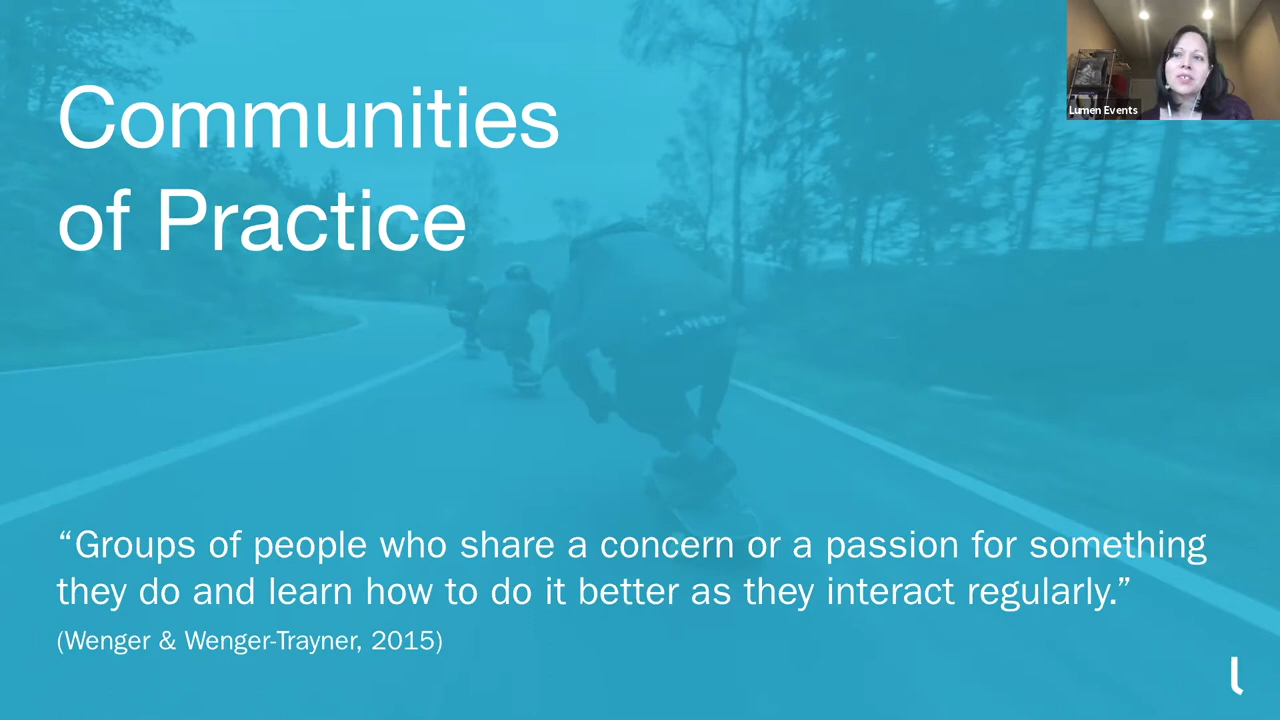 Communities
of Practice
Lumen Events
“Groups of people who share a concern or a passion for something
they do and learn how to do it better as they interact regularly.”
(Wenger & Wenger-Trayner, 2015)